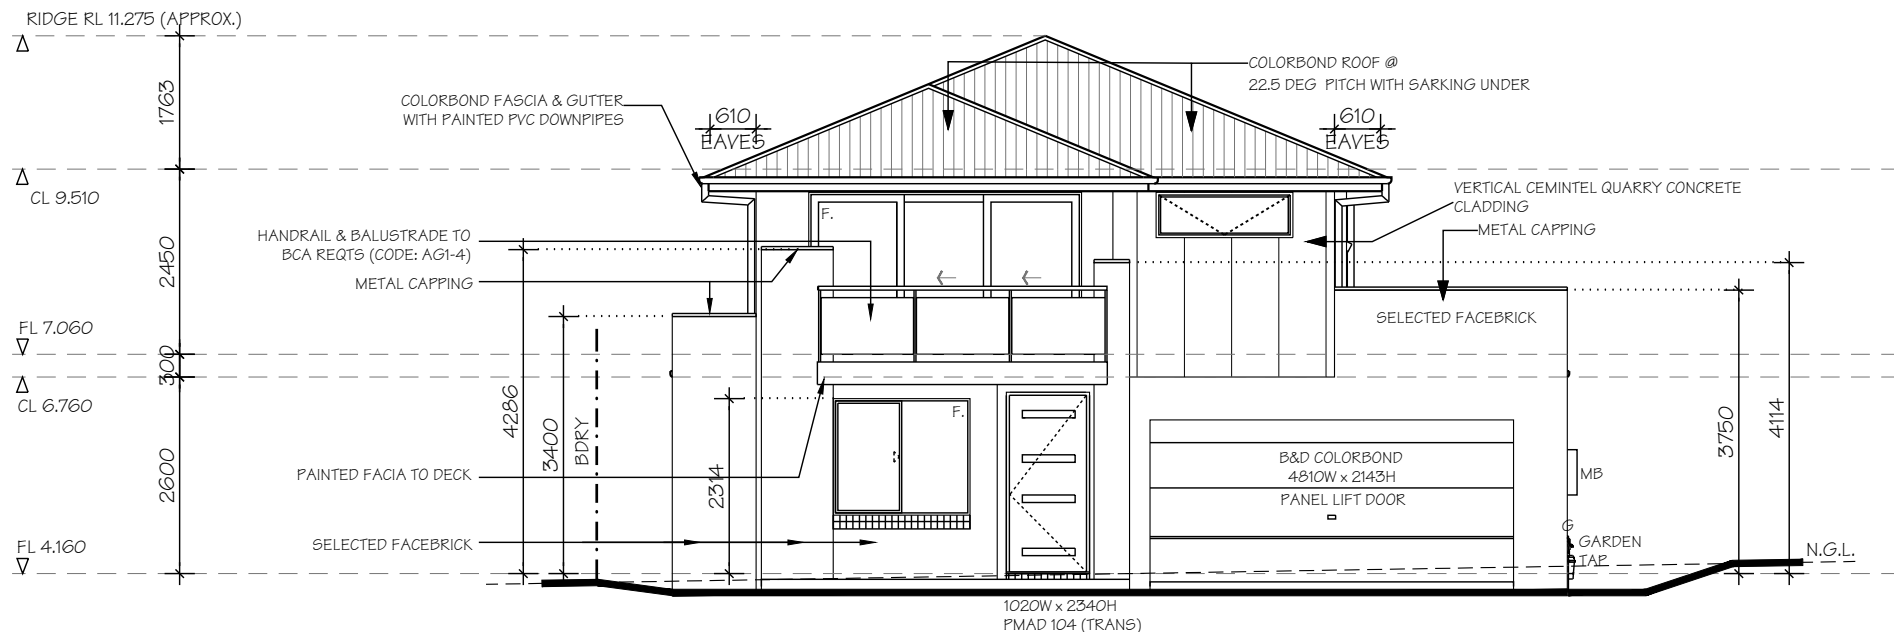 RIDGE RL 11.275 (APPROX.)
1763
COLORBOND FASCIA & GUTTER
WITH PAINTED PVC DOWNPIPES
610
EAVES
COLORBOND ROOF @
22.5 DEG PITCH WITH SARKING UNDER
610
EAVES
CL 9.510
VERTICAL CEMINTEL QUARRY CONCRETE
CLADDING
METAL CAPPING
F.
HANDRAIL & BALUSTRADE TO
BCA REQTS (CODE: AG1-4)
METAL CAPPING
2450
SELECTED FACEBRICK
FL 7.060
300
CL 6.760
4286
3400
BDRY
2314
F.
3750
4114
2600
PAINTED FACIA TO DECK
B&D COLORBOND
4810W x 2143H
PANEL LIFT DOOR
MB
SELECTED FACEBRICK
G
GARDEN
TAP
N.G.L.
FL 4.160
1020W x 2340H
PMAD 104 (TRANS)